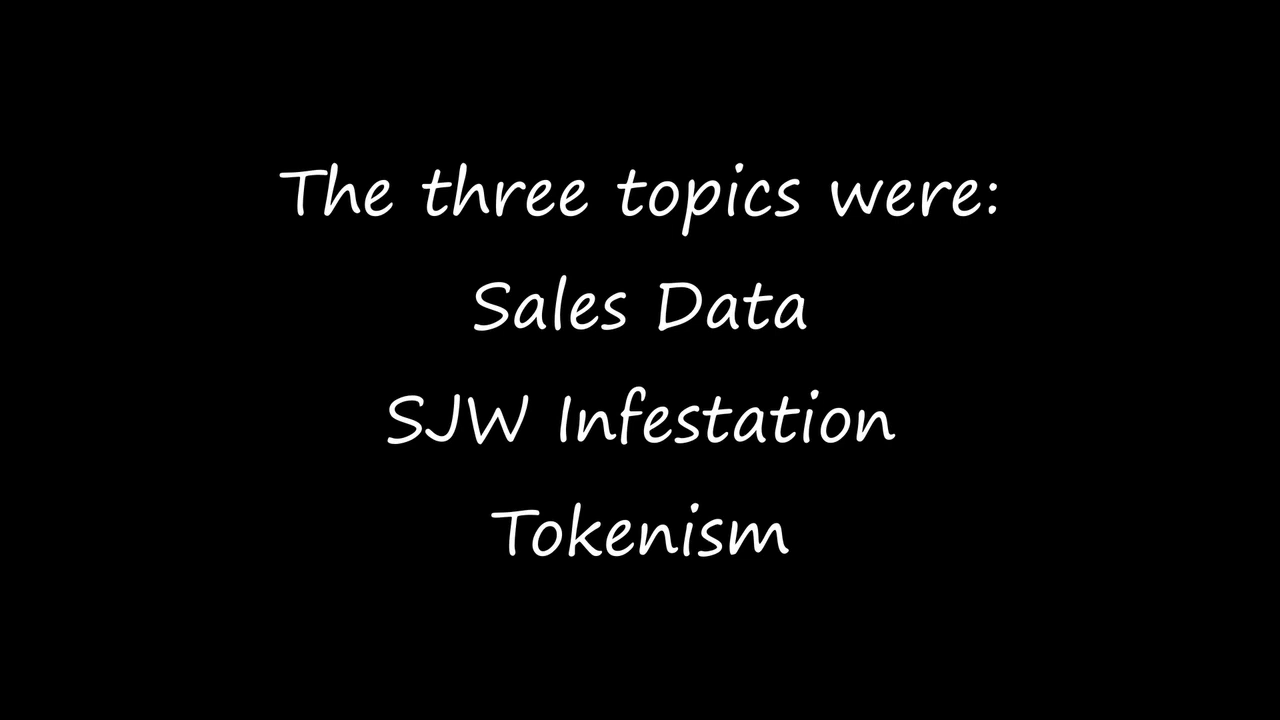 The three topics were:
Sales Data
SJW Infestation
Tokenism